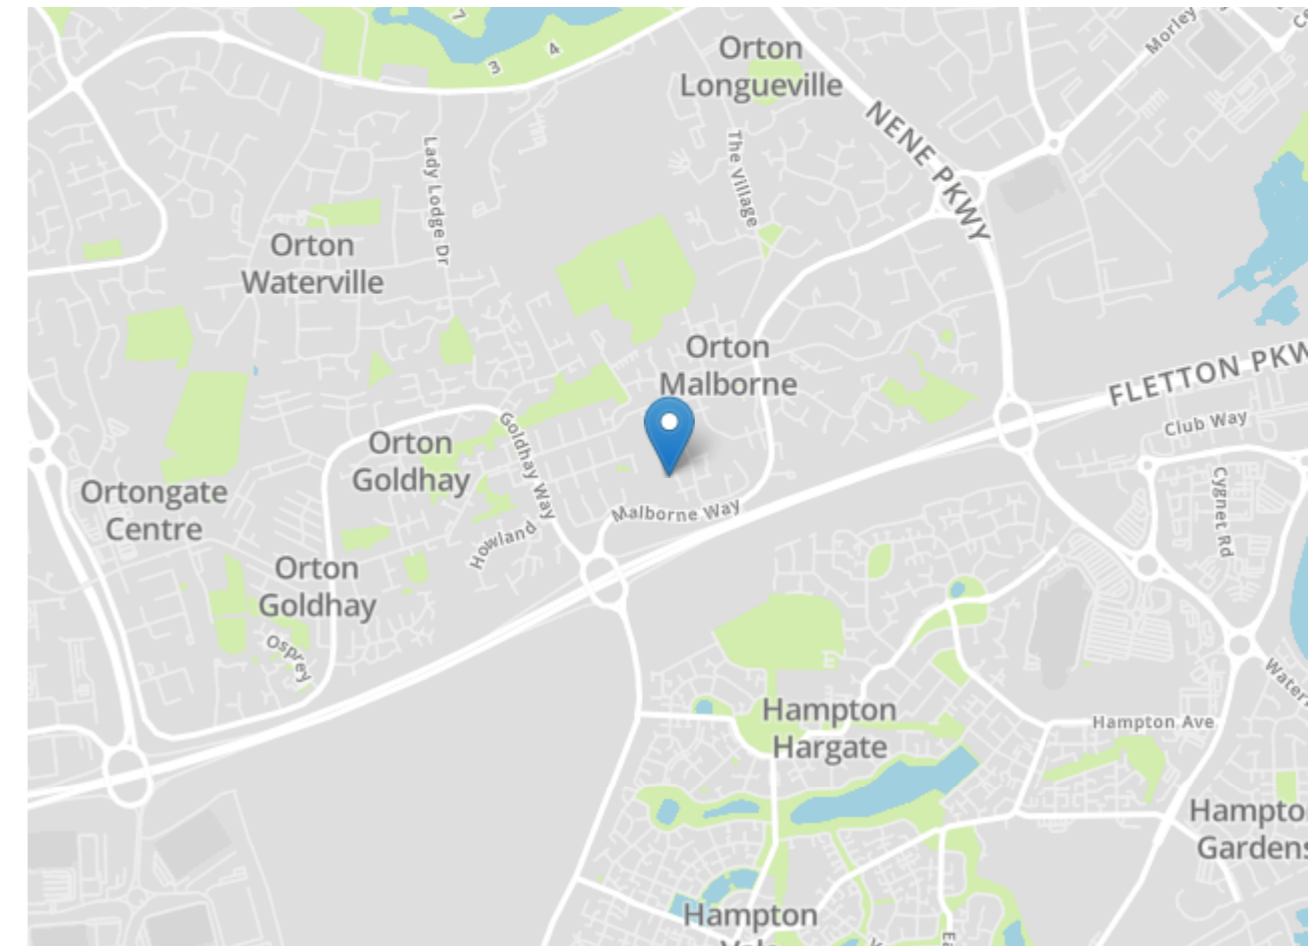 7
4
3
Morley
Orton
Longueville
NENE PKWY
The Village
Lady Lodge Dr
Orton
Waterville
Orton
Malborne
FLETTON PKW
Club Way
Cygnet Rd
Goldhay Way
Orton
Goldhay
Ortongate
Centre
Malborne Way
Howland
Orton
Goldhay
Osprey
Hampton
Hargate
Hampton Ave
Hampto
Gardens
Hampton